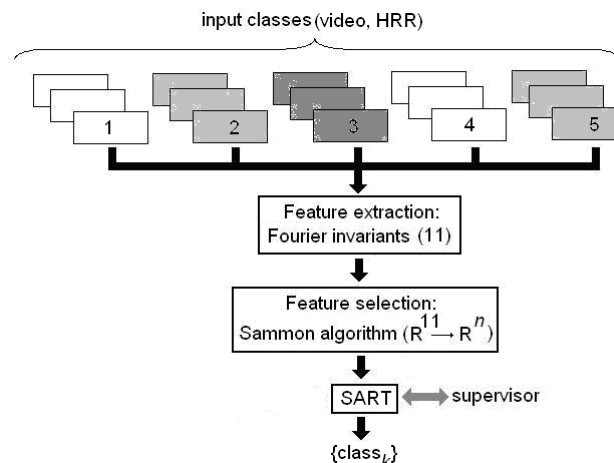 input classes (video, HRR)
1 2 3 4 5
Feature extraction:
Fourier invariants (11)
Feature selection:
Sammon algorithm (R¹¹→ Rⁿ)
SART supervisor
{classₖ}